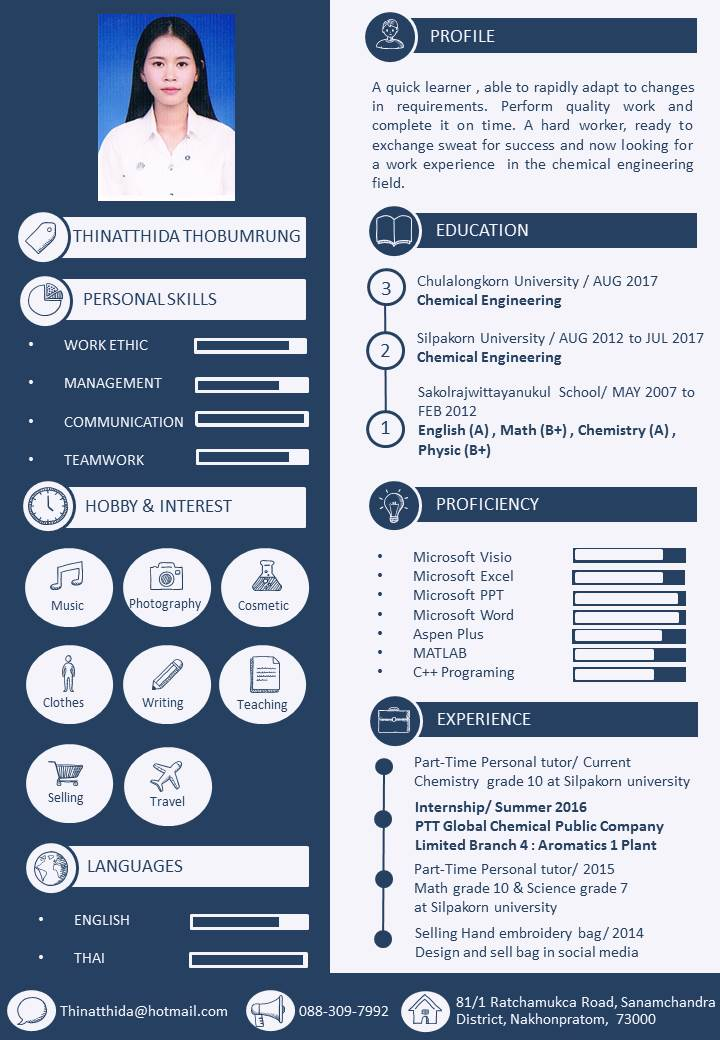 THINATTHIDA THOBUMRUNG
PERSONAL SKILLS
• WORK ETHIC
• MANAGEMENT
• COMMUNICATION
• TEAMWORK
HOBBY & INTEREST
Music
Photography
Cosmetic
Clothes
Writing
Teaching
Selling
Travel
LANGUAGES
• ENGLISH
• THAI
PROFILE
A quick learner , able to rapidly adapt to changes
in requirements. Perform quality work and
complete it on time. A hard worker, ready to
exchange sweat for success and now looking for
a work experience in the chemical engineering
field.
EDUCATION
3
Chulalongkorn University / AUG 2017
Chemical Engineering
2
Silpakorn University / AUG 2012 to JUL 2017
Chemical Engineering
1
Sakolrajwittayanukul School/ MAY 2007 to
FEB 2012
English (A) , Math (B+) , Chemistry (A) ,
Physic (B+)
PROFICIENCY
• Microsoft Visio
• Microsoft Excel
• Microsoft PPT
• Microsoft Word
• Aspen Plus
• MATLAB
• C++ Programing
EXPERIENCE
Part-Time Personal tutor/ Current
Chemistry grade 10 at Silpakorn university
Internship/ Summer 2016
PTT Global Chemical Public Company
Limited Branch 4 : Aromatics 1 Plant
Part-Time Personal tutor/ 2015
Math grade 10 & Science grade 7
at Silpakorn university
Selling Hand embroidery bag/ 2014
Design and sell bag in social media
Thinatthida@hotmail.com
088-309-7992
81/1 Ratchamukca Road, Sanamchandra
District, Nakhonpratom, 73000